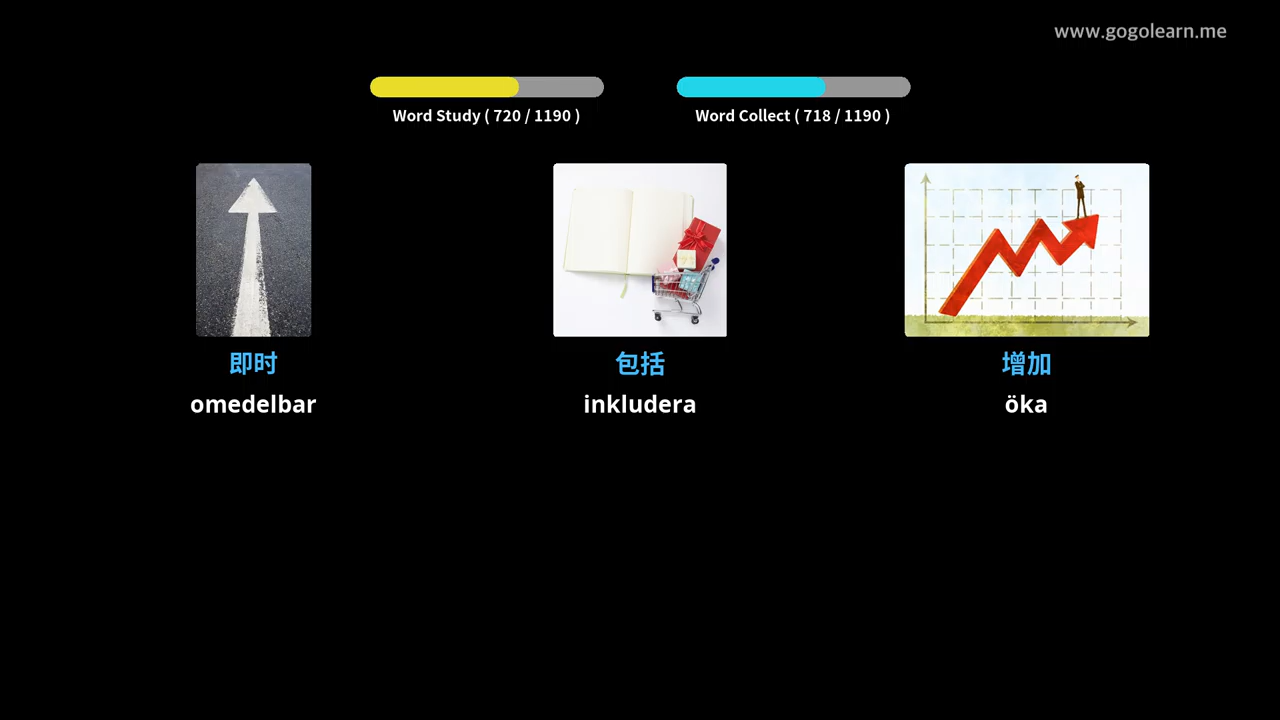 www.gogolearn.me
Word Study ( 720 / 1190 )
Word Collect ( 718 / 1190 )
即时
包括
增加
omedelbar
inkludera
öka